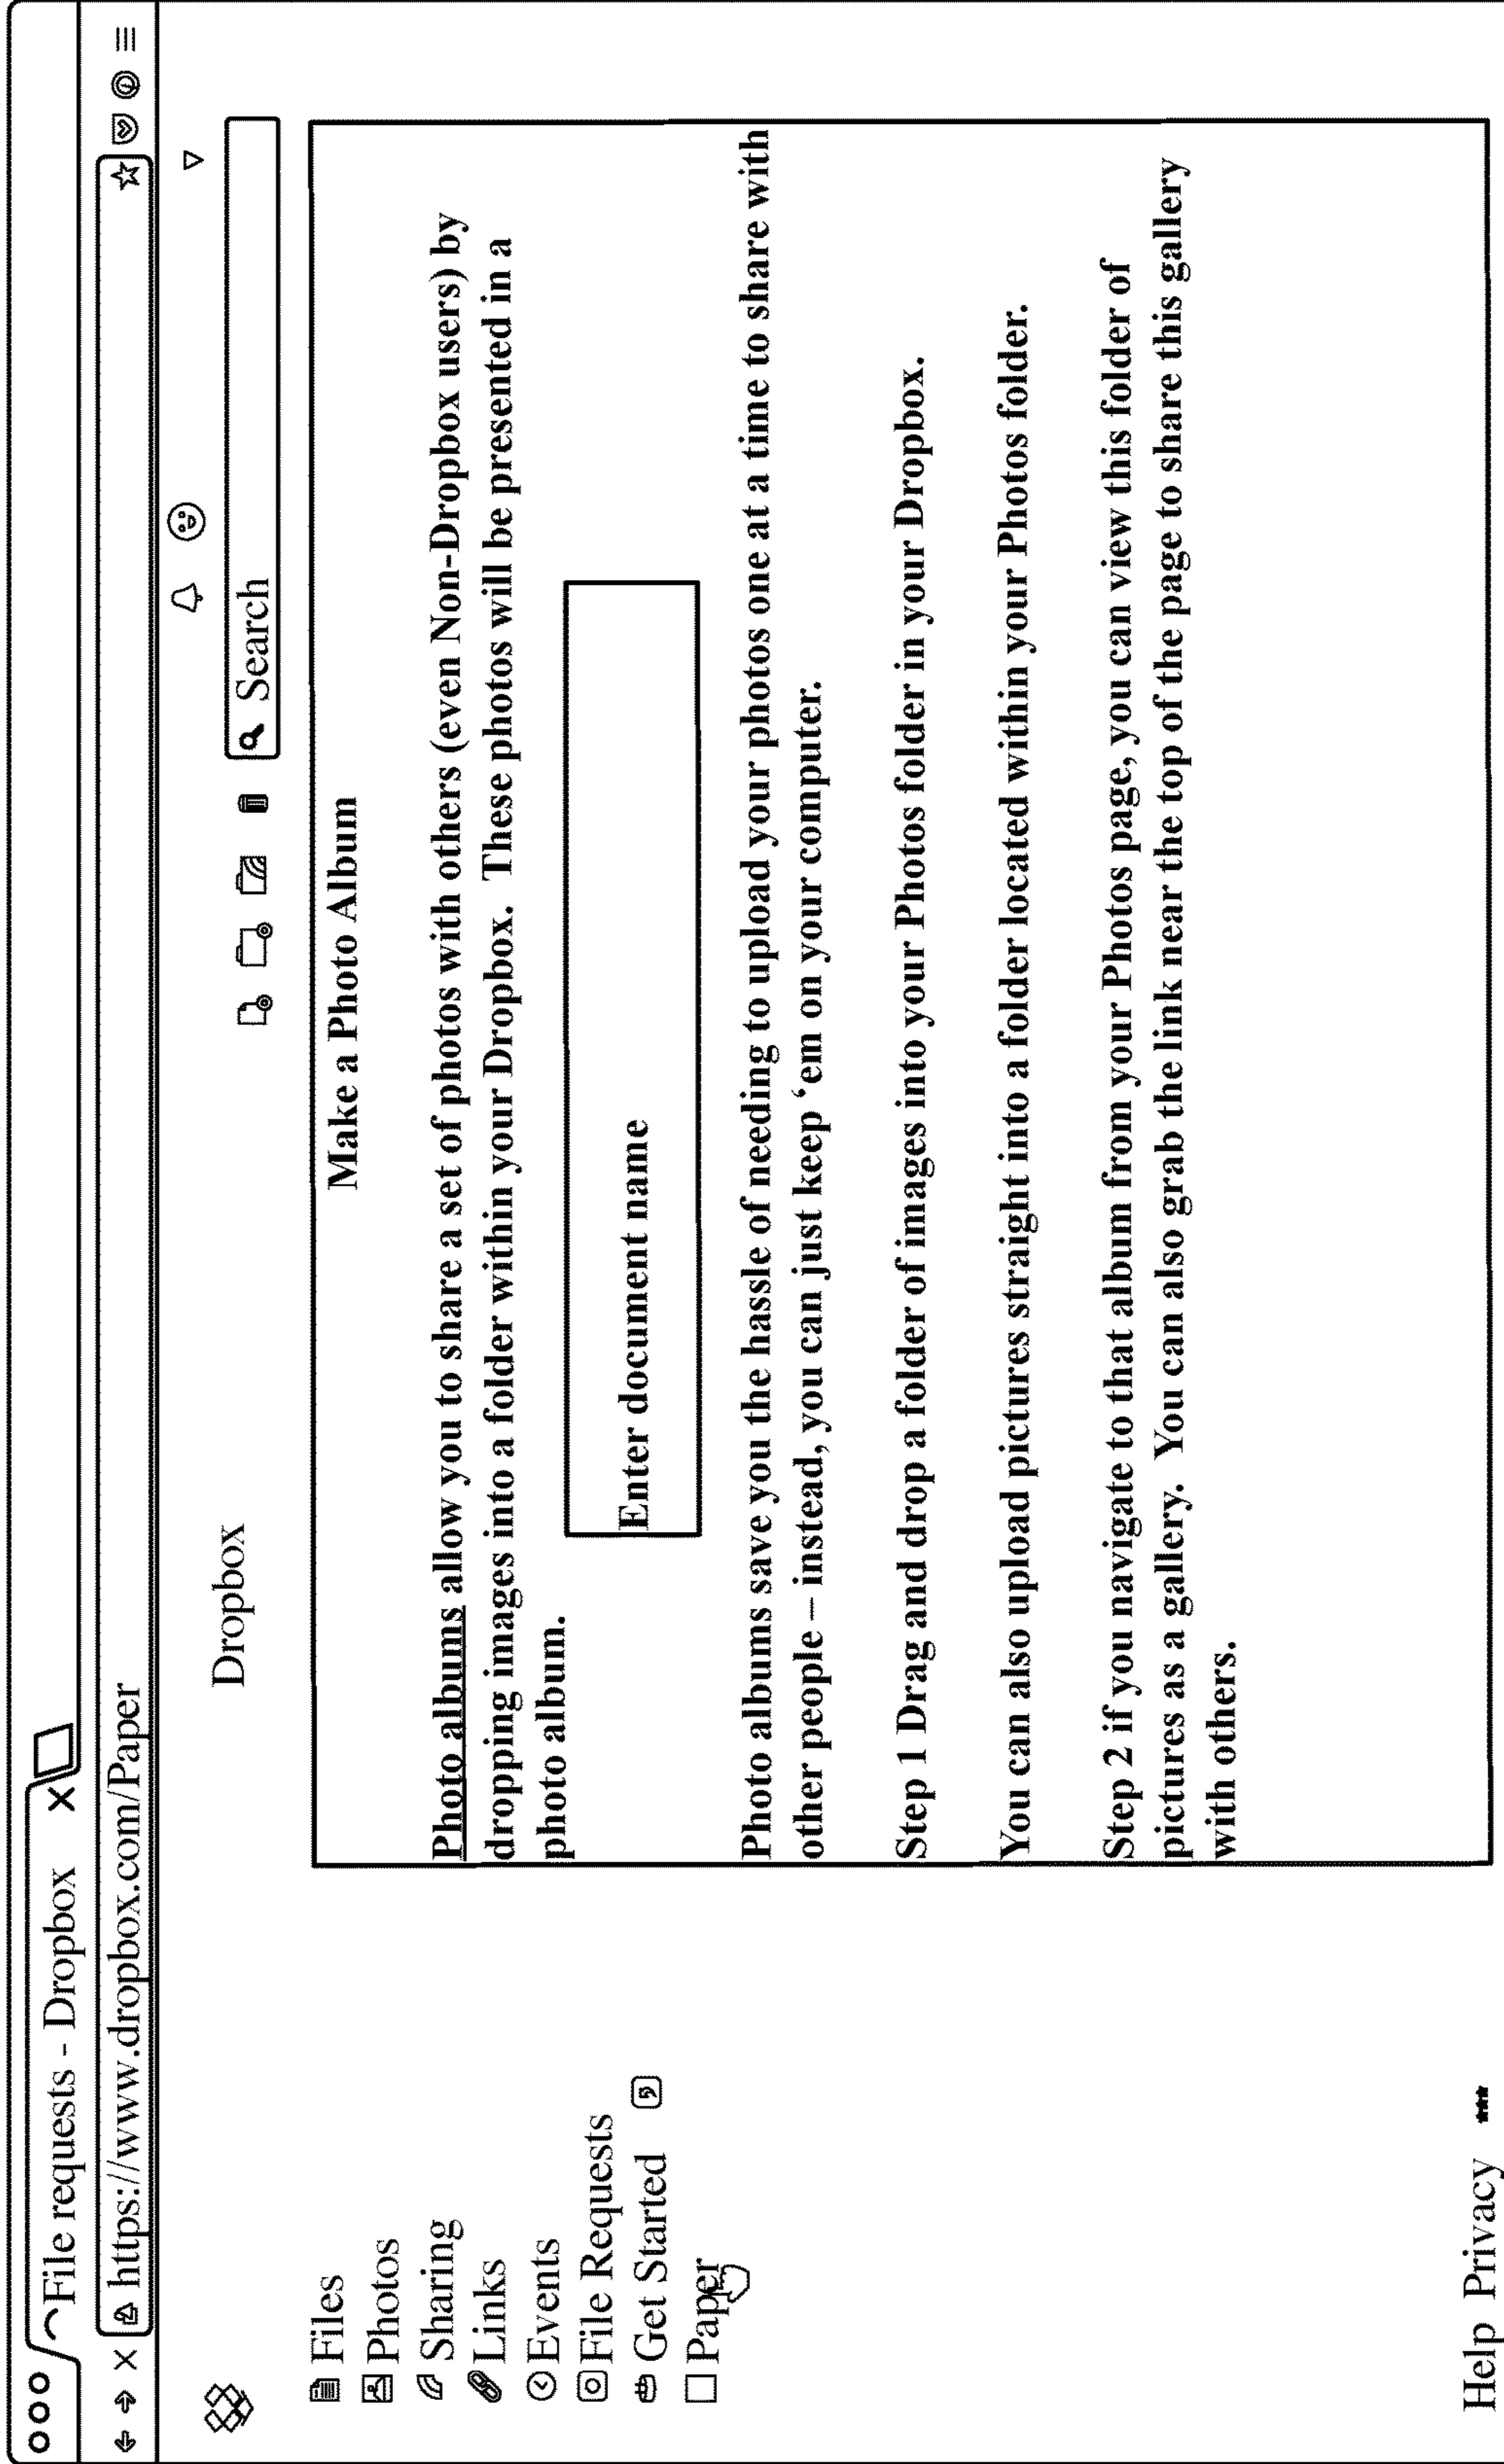 File requests - Dropbox
https://www.dropbox.com/Paper
Dropbox
Search
Files
Photos
Sharing
Links
Events
File Requests
Get Started
Paper
Help Privacy
Make a Photo Album
Photo albums allow you to share a set of photos with others (even Non-Dropbox users) by
dropping images into a folder within your Dropbox. These photos will be presented in a
photo album.
Enter document name
Photo albums save you the hassle of needing to upload your photos one at a time to share with
other people – instead, you can just keep ‘em on your computer.
Step 1 Drag and drop a folder of images into your Photos folder in your Dropbox.
You can also upload pictures straight into a folder located within your Photos folder.
Step 2 if you navigate to that album from your Photos page, you can view this folder of
pictures as a gallery. You can also grab the link near the top of the page to share this gallery
with others.